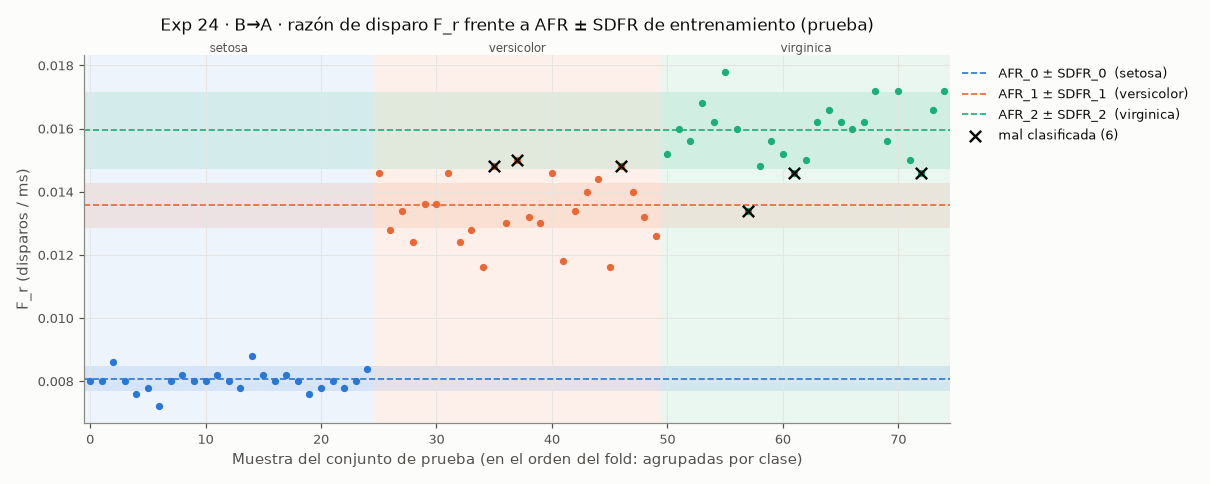 Exp 24 · B→A · razón de disparo F_r frente a AFR ± SDFR de entrenamiento (prueba)
setosa versicolor virginica
AFR_0 ± SDFR_0 (setosa)
AFR_1 ± SDFR_1 (versicolor)
AFR_2 ± SDFR_2 (virginica)
mal clasificada (6)
F_r (disparos / ms)
0.018
0.016
0.014
0.012
0.010
0.008
0 10 20 30 40 50 60 70
Muestra del conjunto de prueba (en el orden del fold: agrupadas por clase)